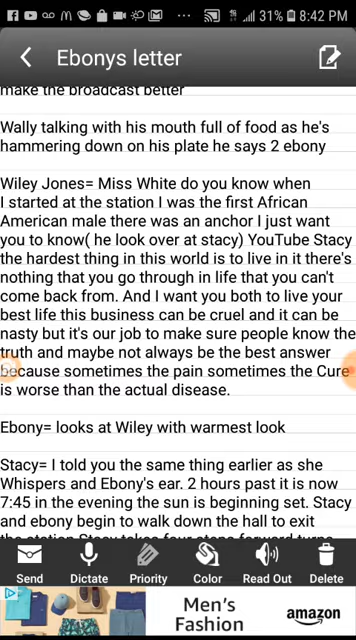 31% 8:42 PM
Ebonys letter
make the broadcast better
Wally talking with his mouth full of food as he's
hammering down on his plate he says 2 ebony
Wiley Jones= Miss White do you know when
I started at the station I was the first African
American male there was an anchor I just want
you to know( he look over at stacy) YouTube Stacy
the hardest thing in this world is to live in it there's
nothing that you go through in life that you can't
come back from. And I want you both to live your
best life this business can be cruel and it can be
nasty but it's our job to make sure people know the
truth and maybe not always be the best answer
because sometimes the pain sometimes the Cure
is worse than the actual disease.
Ebony= looks at Wiley with warmest look
Stacy= I told you the same thing earlier as she
Whispers and Ebony's ear. 2 hours past it is now
7:45 in the evening the sun is beginning set. Stacy
and ebony begin to walk down the hall to exit
the station Stacy takes four steps forward turns
Send Dictate Priority Color Read Out Delete
Men's
Fashion
amazon